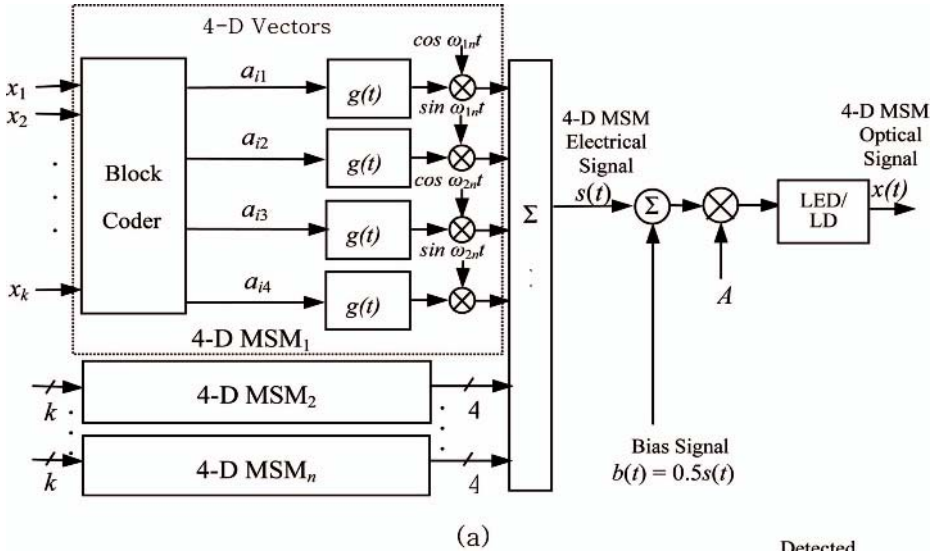 4-D Vectors
x1
x2
xk
Block
Coder
ai1
ai2
ai3
ai4
g(t)
g(t)
g(t)
g(t)
cos ω1nt
sin ω1nt
cos ω2nt
sin ω2nt
4-D MSM1
k
4-D MSM2
4
k
4-D MSMn
4
Σ
4-D MSM
Electrical
Signal
s(t)
Σ
A
Bias Signal
b(t) = 0.5s(t)
LED/
LD
4-D MSM
Optical
Signal
x(t)
(a)
Detected